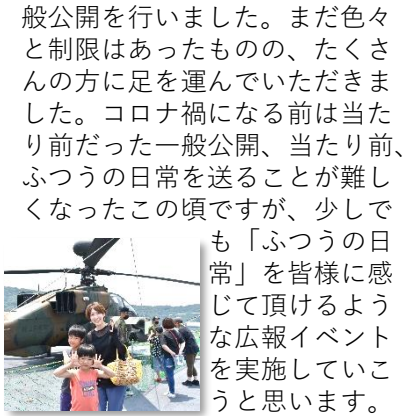 般公開を行いました。まだ色々
と制限はあったものの、たくさ
んの方に足を運んでいただきま
した。コロナ禍になる前は当た
り前だった一般公開、当たり前、
ふつうの日常を送ることが難し
くなったこの頃ですが、少しで
も「ふつうの日
常」を皆様に感
じて頂けるよう
な広報イベント
を実施していこ
うと思います。